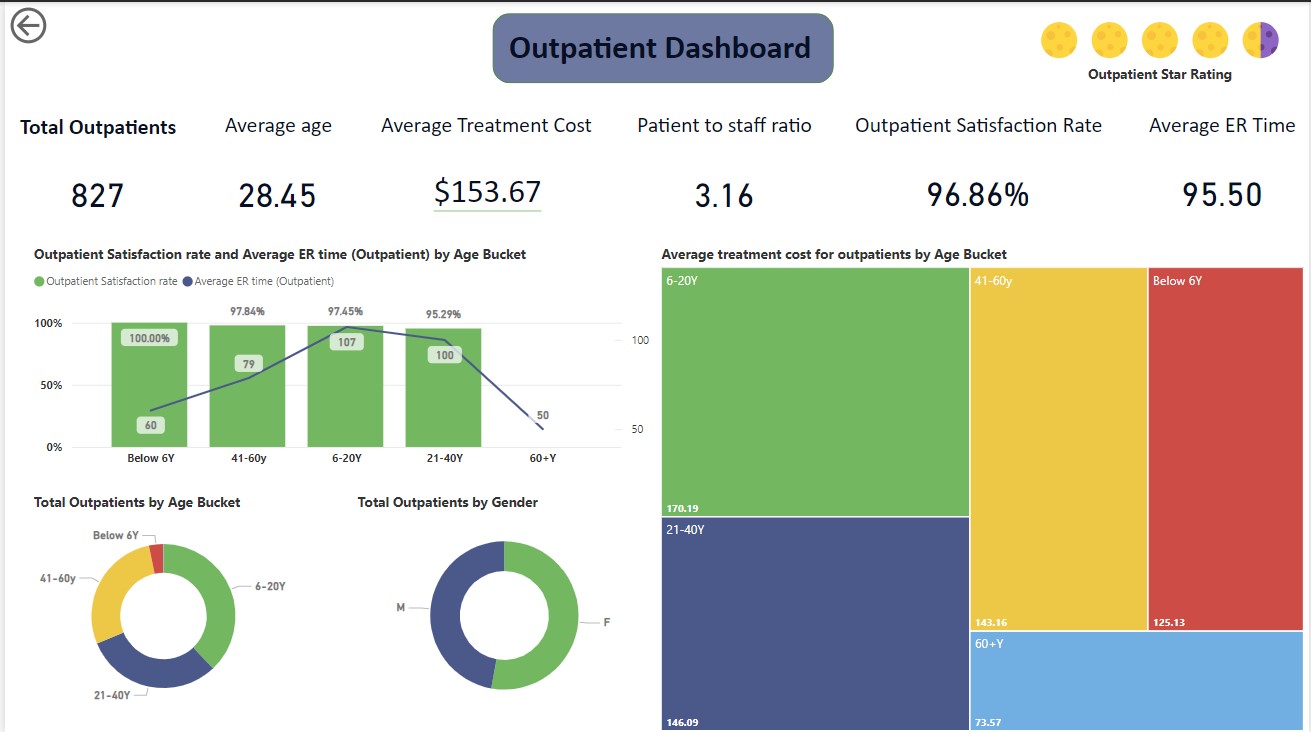 Outpatient Dashboard
Outpatient Star Rating
Total Outpatients
Average age
Average Treatment Cost
Patient to staff ratio
Outpatient Satisfaction Rate
Average ER Time
827
28.45
$153.67
3.16
96.86%
95.50
Outpatient Satisfaction rate and Average ER time (Outpatient) by Age Bucket
Outpatient Satisfaction rate
Average ER time (Outpatient)
100%
50%
0%
100.00%
97.84%
97.45%
95.29%
60
79
107
100
50
100
50
Below 6Y
41-60y
6-20Y
21-40Y
60+Y
Total Outpatients by Age Bucket
Below 6Y
41-60y
6-20Y
21-40Y
Total Outpatients by Gender
M
F
Average treatment cost for outpatients by Age Bucket
6-20Y
170.19
21-40Y
146.09
41-60y
143.16
Below 6Y
125.13
60+Y
73.57